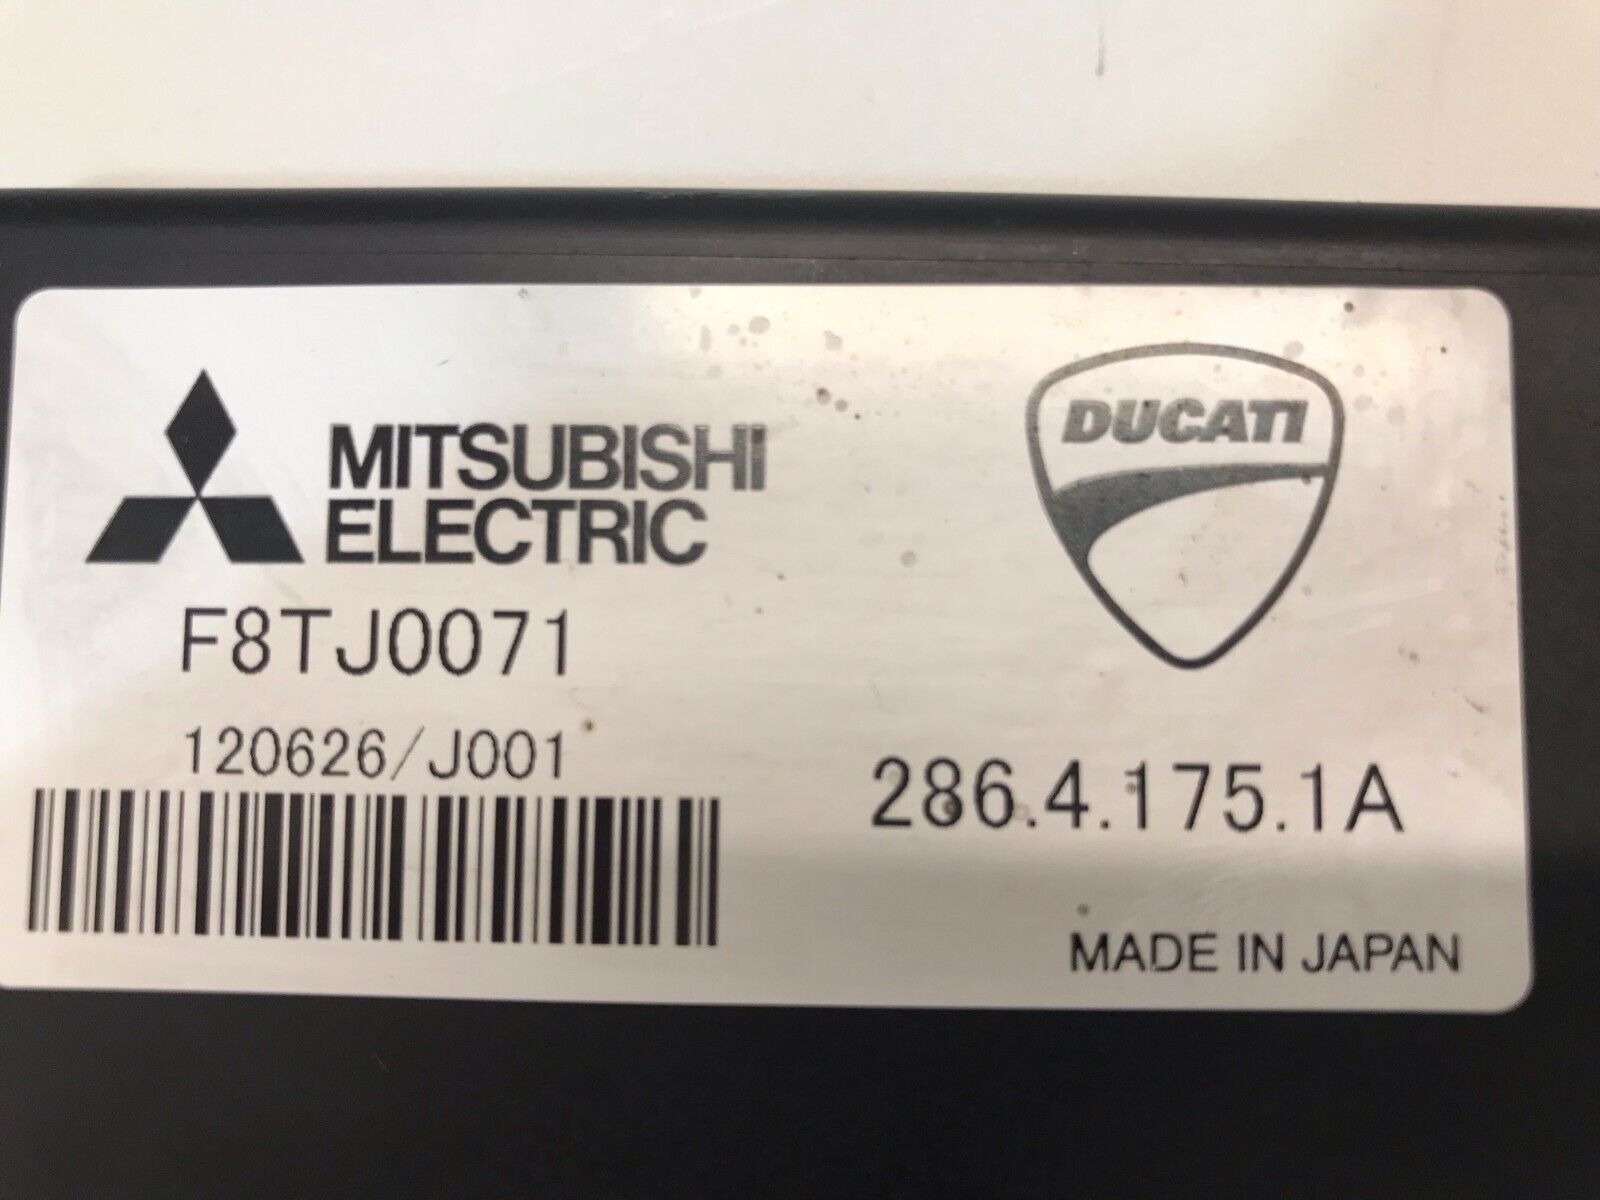 MITSUBISHI
ELECTRIC
F8TJ0071
120626/J001
DUCATI
286.4.175.1A
MADE IN JAPAN